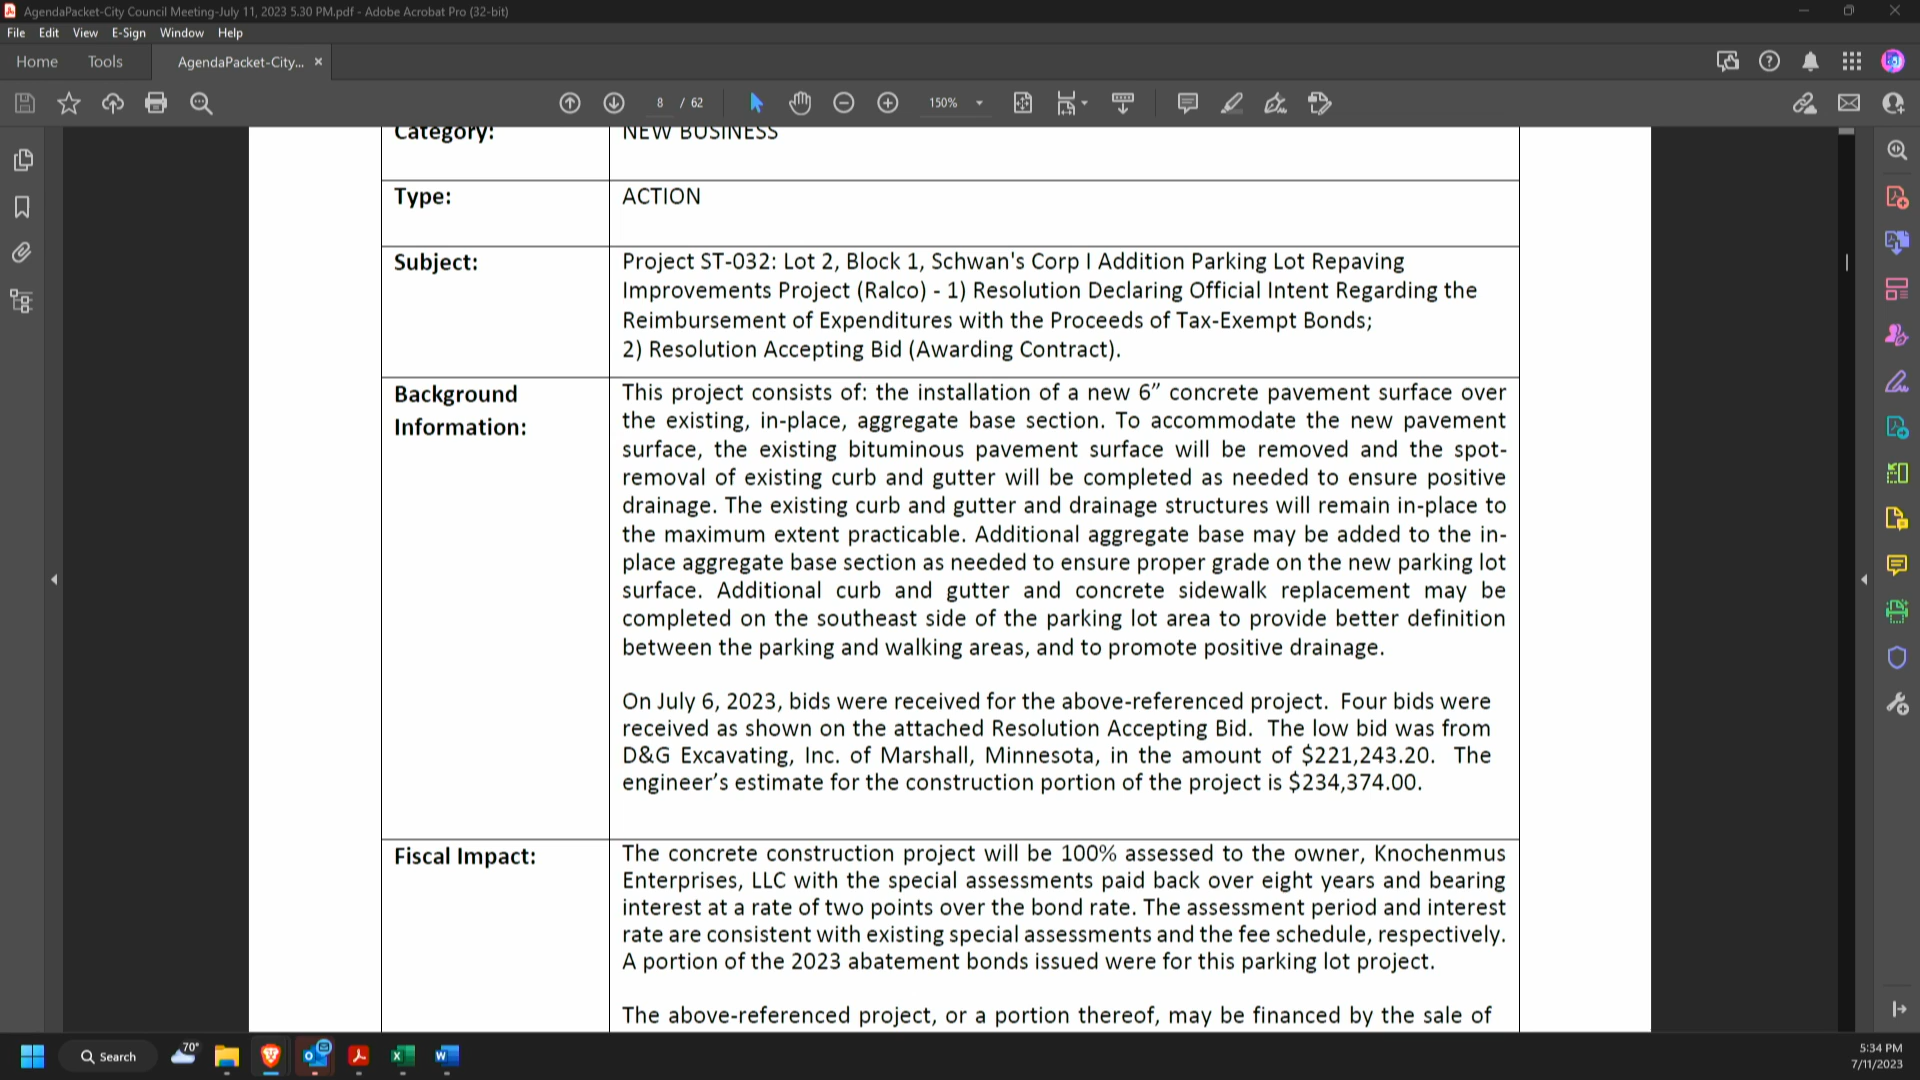 AgendaPacket-City Council Meeting-July 11, 2023 5.30 PM.pdf - Adobe Acrobat Pro (32-bit)
File Edit View E-Sign Window Help
Home Tools AgendaPacket-City... ×
8 / 62 150%
Category: NEW BUSINESS
Type: ACTION
Subject: Project ST-032: Lot 2, Block 1, Schwan's Corp I Addition Parking Lot Repaving
Improvements Project (Ralco) - 1) Resolution Declaring Official Intent Regarding the
Reimbursement of Expenditures with the Proceeds of Tax-Exempt Bonds;
2) Resolution Accepting Bid (Awarding Contract).
Background
Information:
This project consists of: the installation of a new 6” concrete pavement surface over
the existing, in-place, aggregate base section. To accommodate the new pavement
surface, the existing bituminous pavement surface will be removed and the spot-
removal of existing curb and gutter will be completed as needed to ensure positive
drainage. The existing curb and gutter and drainage structures will remain in-place to
the maximum extent practicable. Additional aggregate base may be added to the in-
place aggregate base section as needed to ensure proper grade on the new parking lot
surface. Additional curb and gutter and concrete sidewalk replacement may be
completed on the southeast side of the parking lot area to provide better definition
between the parking and walking areas, and to promote positive drainage.
On July 6, 2023, bids were received for the above-referenced project. Four bids were
received as shown on the attached Resolution Accepting Bid. The low bid was from
D&G Excavating, Inc. of Marshall, Minnesota, in the amount of $221,243.20. The
engineer’s estimate for the construction portion of the project is $234,374.00.
Fiscal Impact: The concrete construction project will be 100% assessed to the owner, Knochenmus
Enterprises, LLC with the special assessments paid back over eight years and bearing
interest at a rate of two points over the bond rate. The assessment period and interest
rate are consistent with existing special assessments and the fee schedule, respectively.
A portion of the 2023 abatement bonds issued were for this parking lot project.
The above-referenced project, or a portion thereof, may be financed by the sale of
70°
Search
5:34 PM
7/11/2023